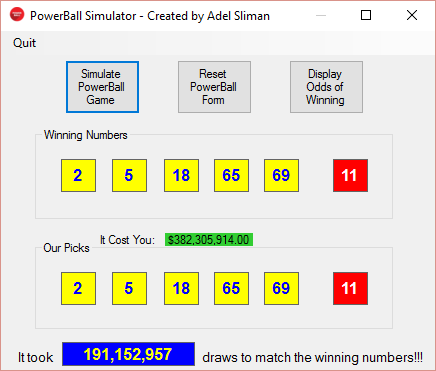 PowerBall Simulator - Created by Adel Sliman
Quit
Simulate
PowerBall
Game
Reset
PowerBall
Form
Display
Odds of
Winning
Winning Numbers
2 5 18 65 69 11
It Cost You: $382,305,914.00
Our Picks
2 5 18 65 69 11
It took 191,152,957 draws to match the winning numbers!!!